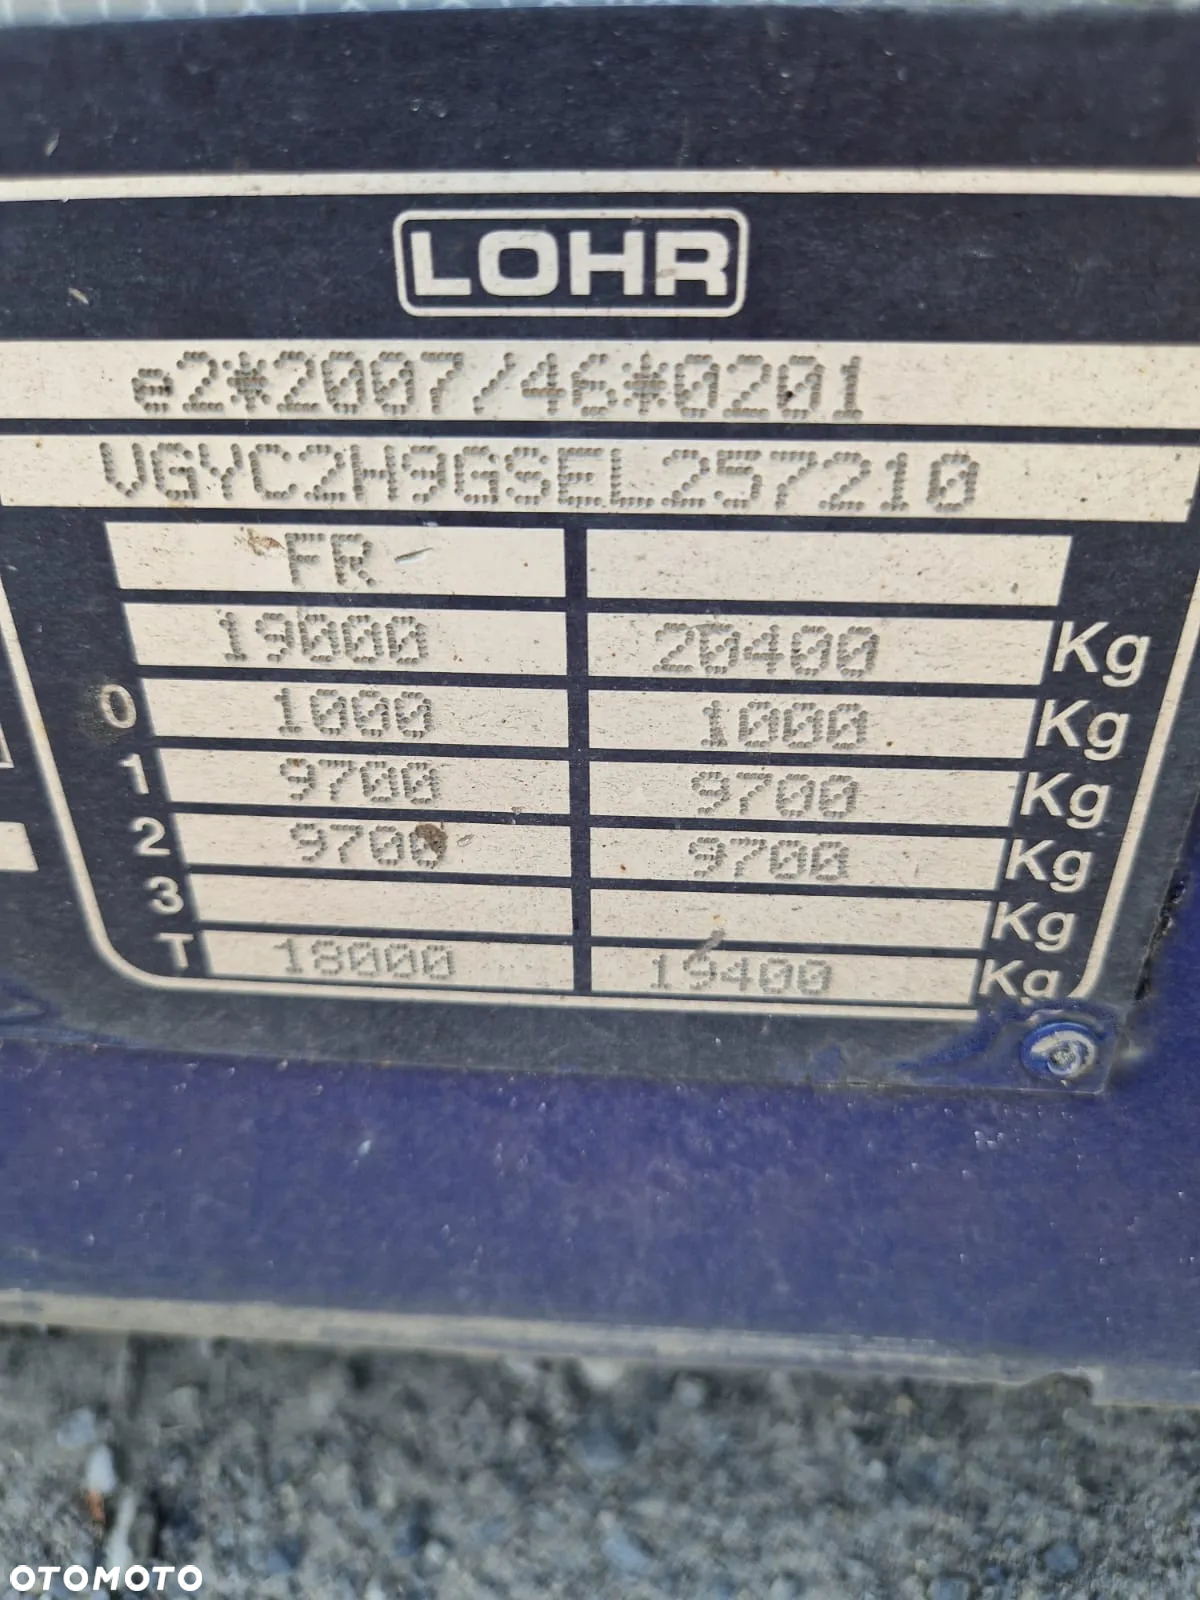 LOHR
e2*2007/46*0201
VGYC2H9GSEL257210
FR
19000 20400 Kg
0 1000 1000 Kg
1 9700 9700 Kg
2 9700 9700 Kg
3 Kg
T 18000 19400 Kg
OTOMOTO